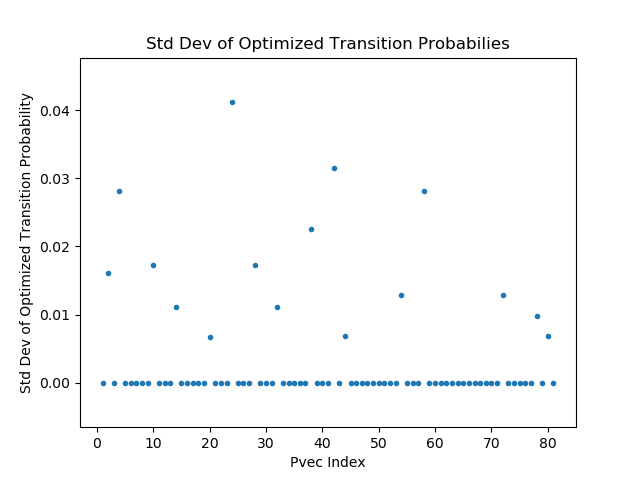 Std Dev of Optimized Transition Probabilies
Std Dev of Optimized Transition Probability
0.04
0.03
0.02
0.01
0.00
0 10 20 30 40 50 60 70 80
Pvec Index